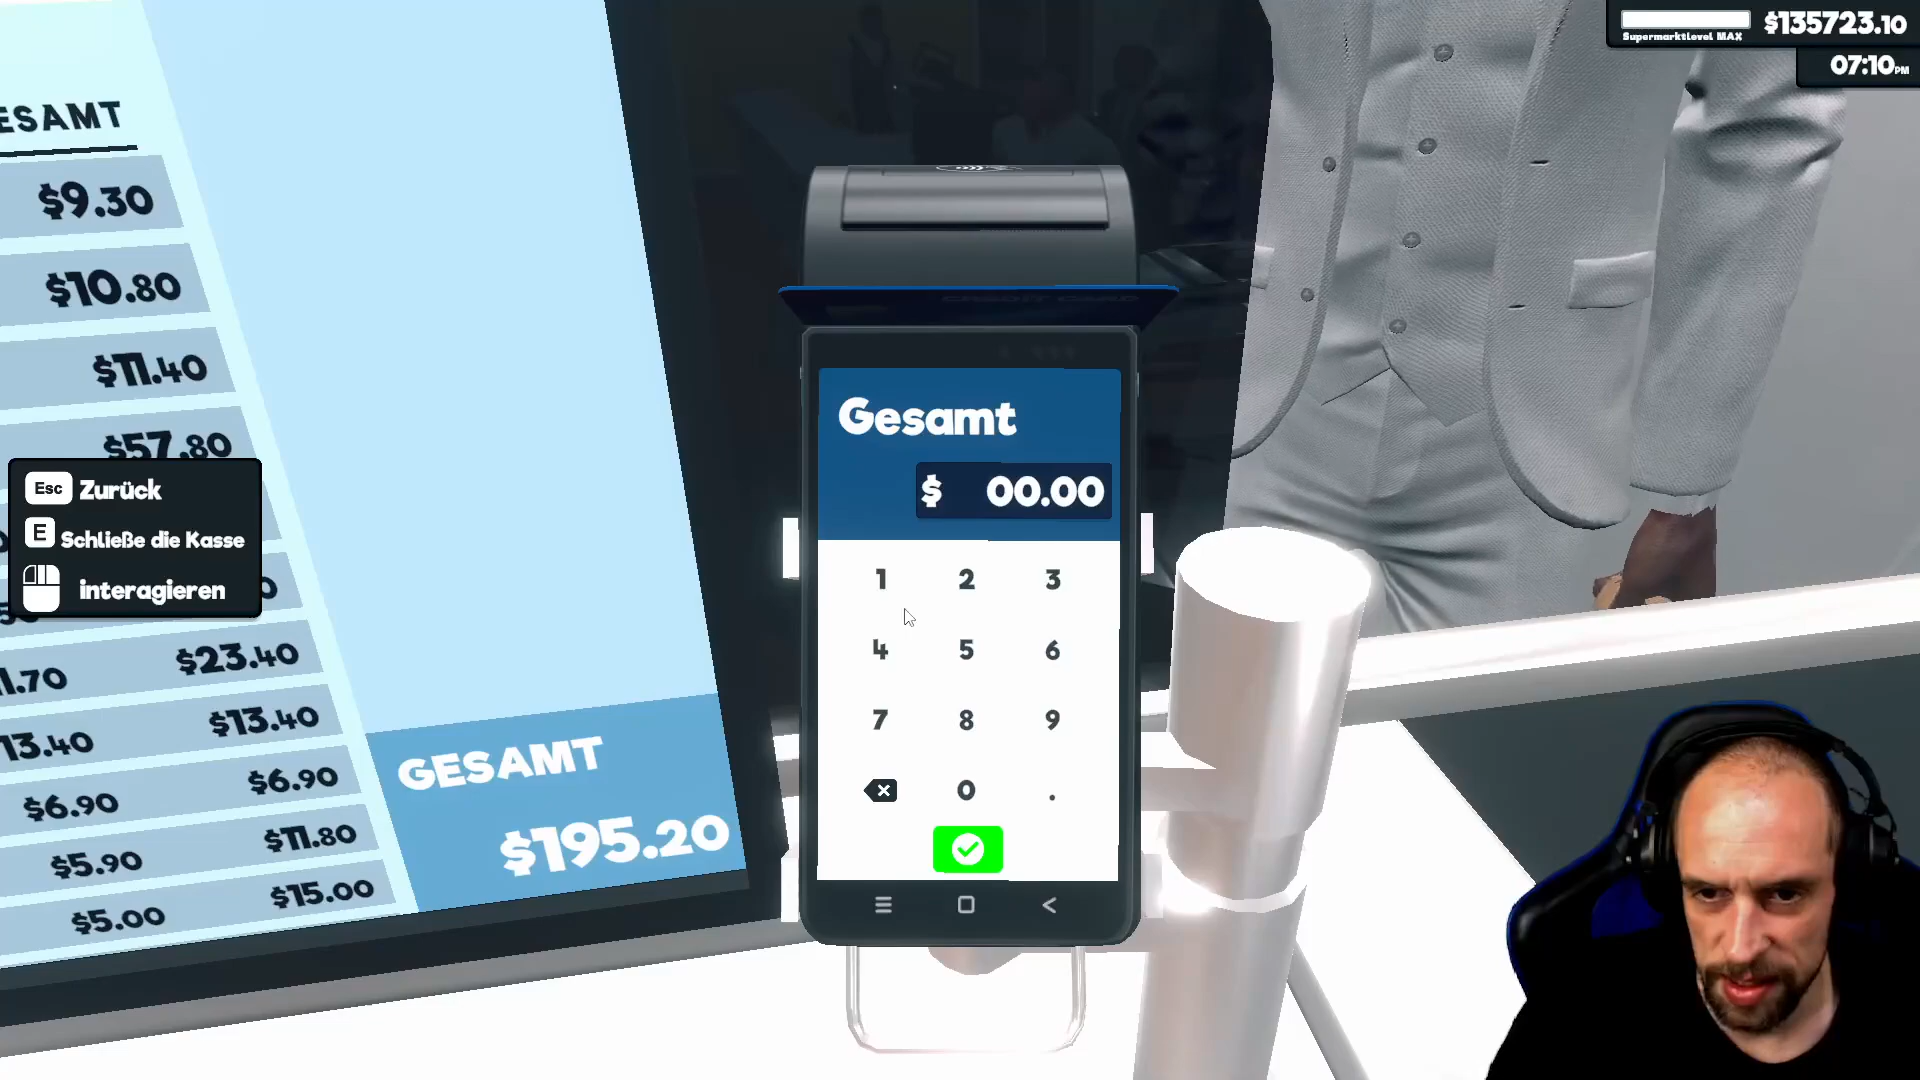 $135723.10
Supermarktlevel MAX
07:10PM
ESAMT
$9.30
$10.80
$11.40
$57.80
Esc Zurück
E Schließe die Kasse
interagieren
$23.40
$13.40
$6.90 $6.90
$5.90 $11.80
$5.00 $15.00
GESAMT
$195.20
CREDIT CARD
Gesamt
$ 00.00
1 2 3
4 5 6
7 8 9
0 .